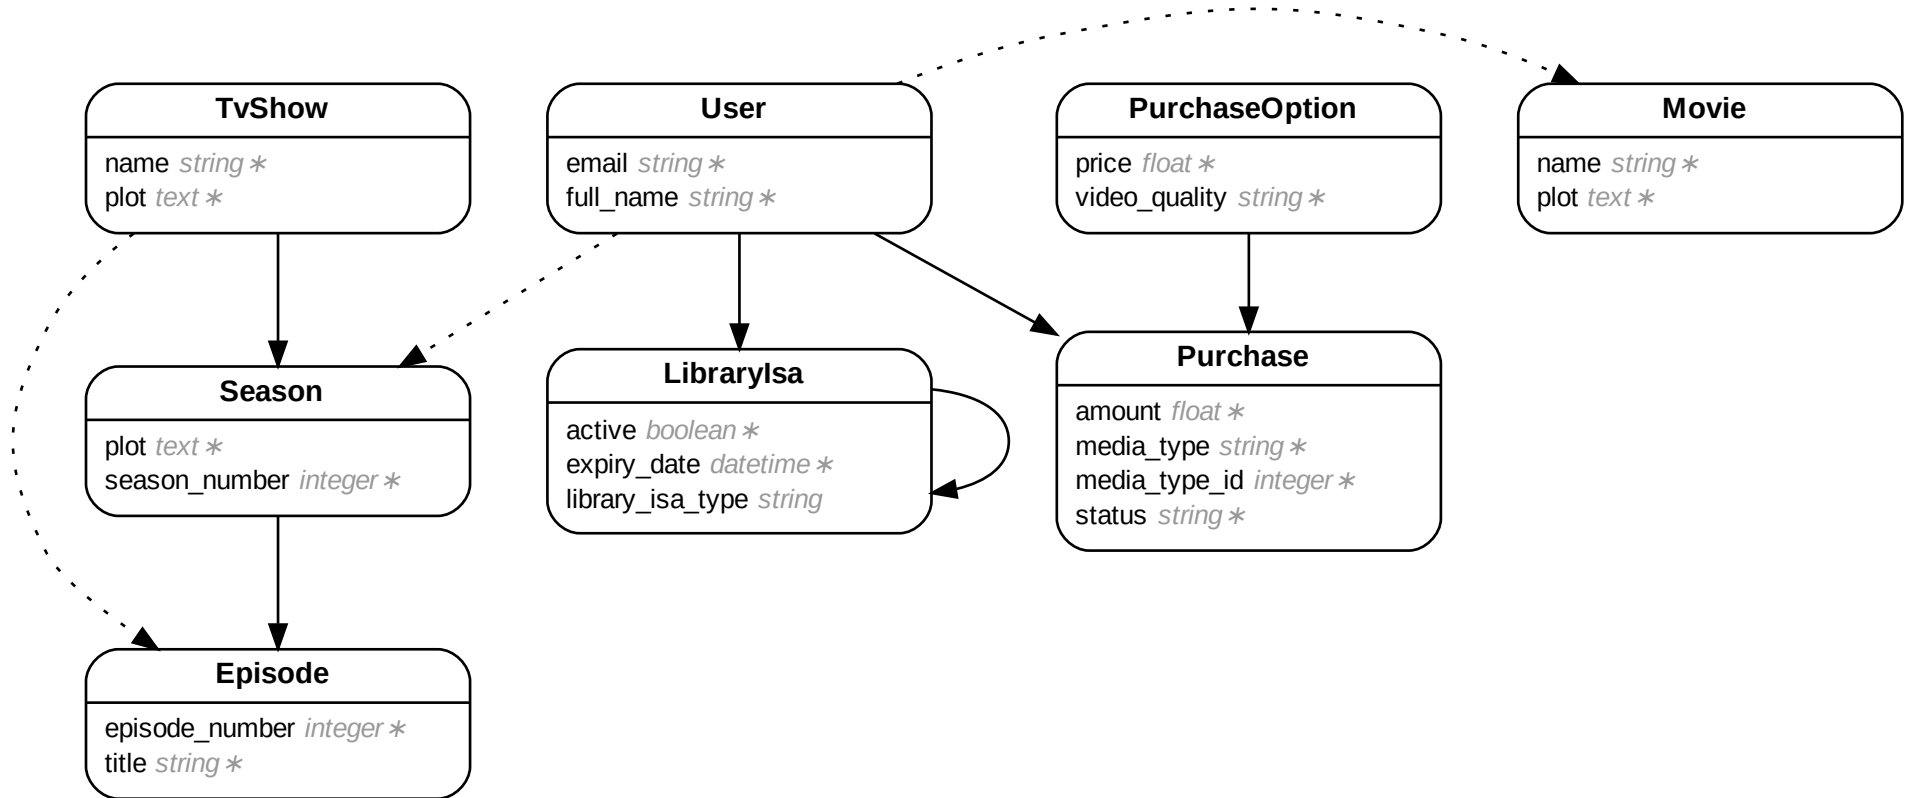 TvShow
name string∗
plot text∗
User
email string∗
full_name string∗
PurchaseOption
price float∗
video_quality string∗
Movie
name string∗
plot text∗
Season
plot text∗
season_number integer∗
LibraryIsa
active boolean∗
expiry_date datetime∗
library_isa_type string
Purchase
amount float∗
media_type string∗
media_type_id integer∗
status string∗
Episode
episode_number integer∗
title string∗